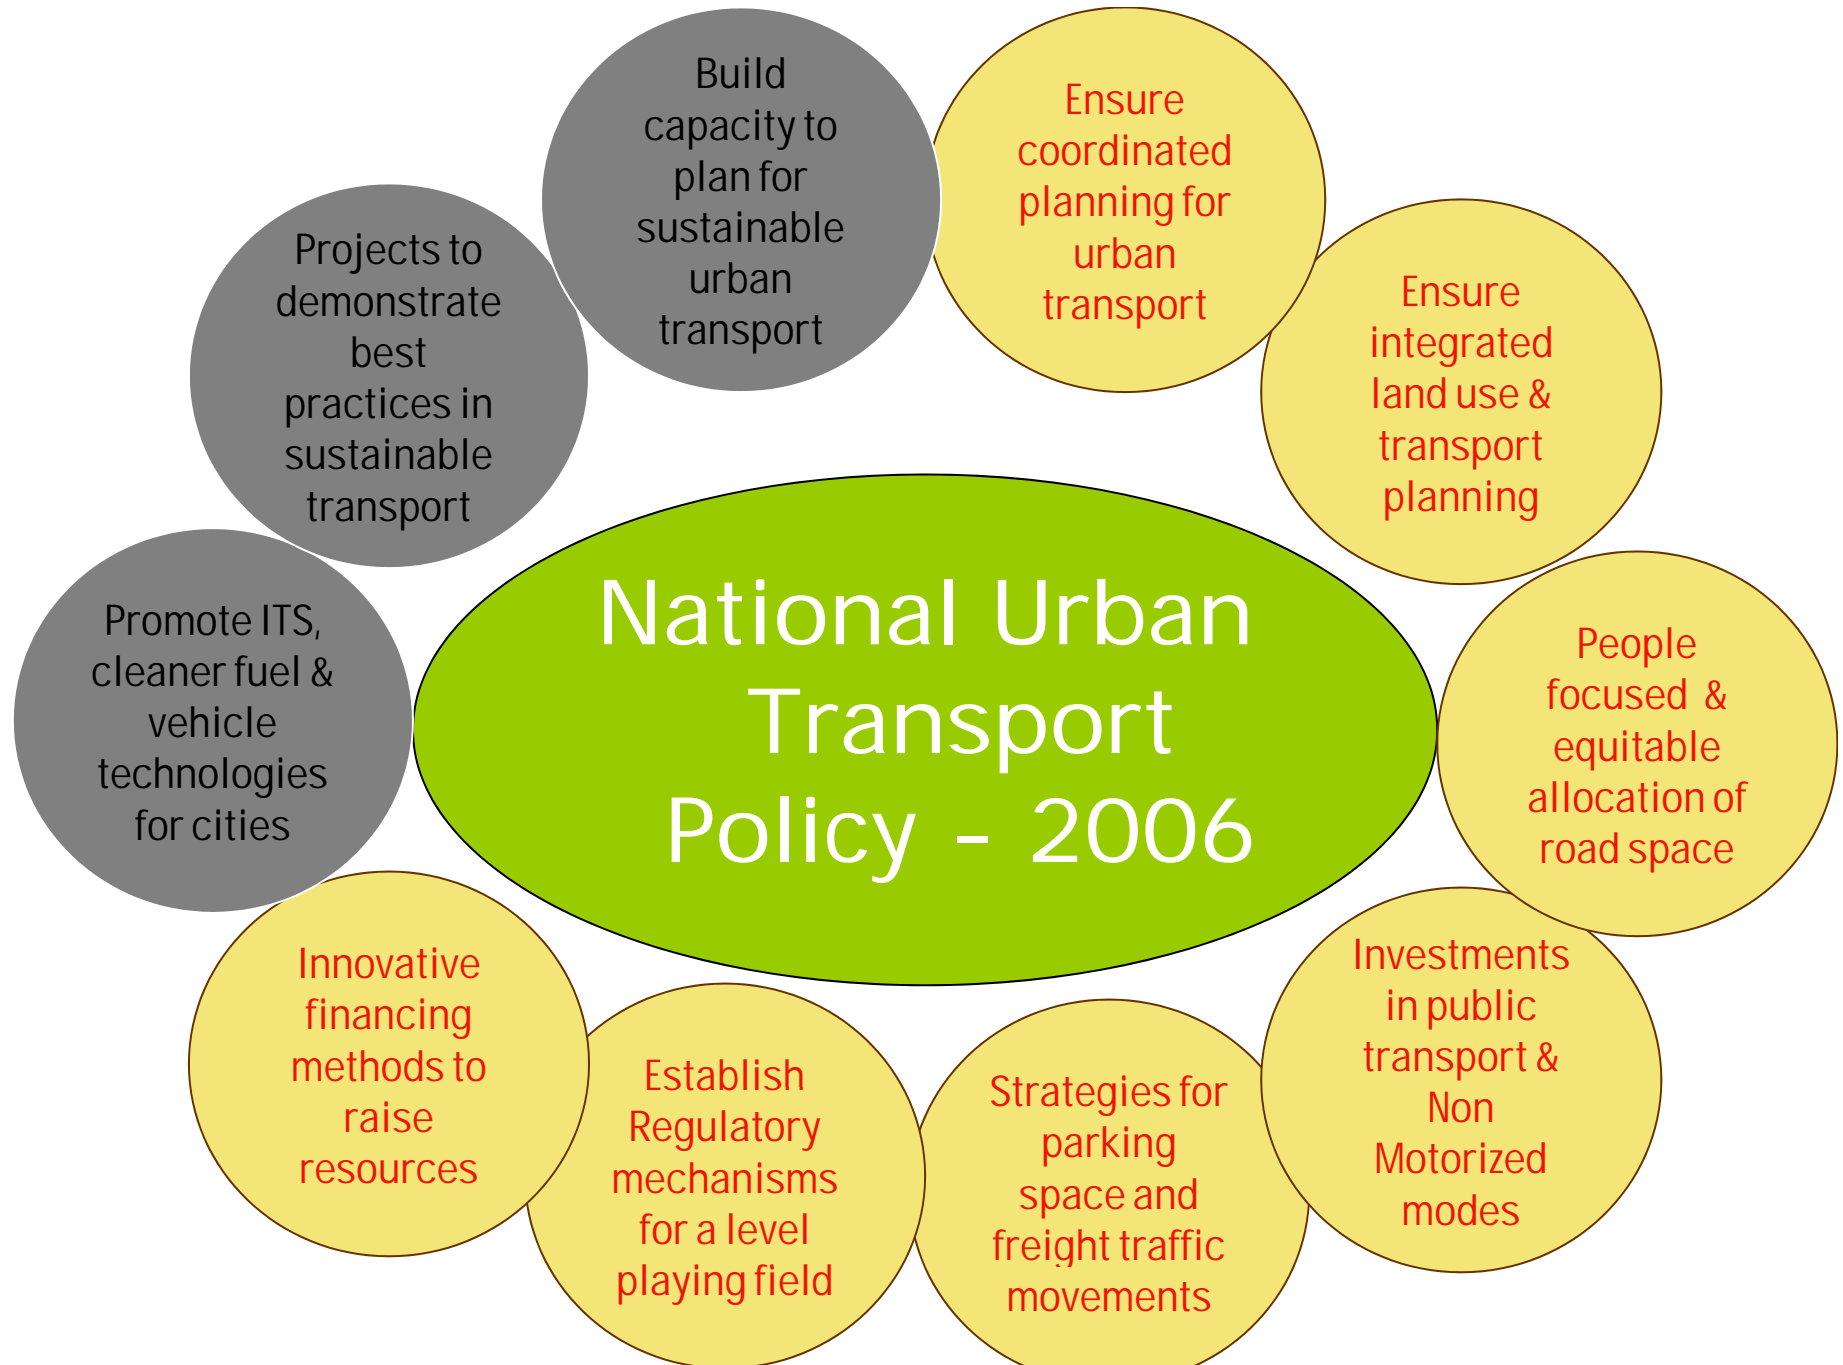 Build
capacity to
plan for
sustainable
urban
transport
Ensure
coordinated
planning for
urban
transport
Ensure
integrated
land use &
transport
planning
People
focused &
equitable
allocation of
road space
Investments
in public
transport &
Non
Motorized
modes
Strategies for
parking
space and
freight traffic
movements
Establish
Regulatory
mechanisms
for a level
playing field
Innovative
financing
methods to
raise
resources
Promote ITS,
cleaner fuel &
vehicle
technologies
for cities
Projects to
demonstrate
best
practices in
sustainable
transport
National Urban
Transport
Policy - 2006